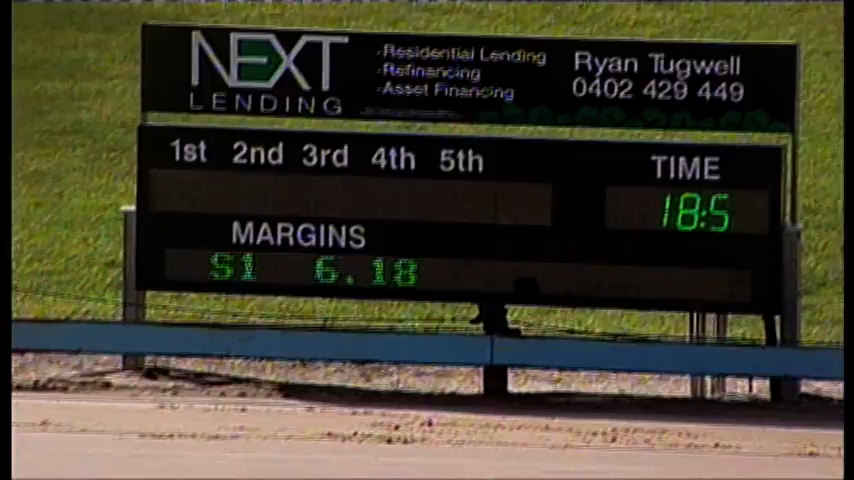 NEXT
LENDING
-Residential Lending
-Refinancing
-Asset Financing
Ryan Tugwell
0402 429 449
1st 2nd 3rd 4th 5th
TIME
18:5
MARGINS
S1 6.18